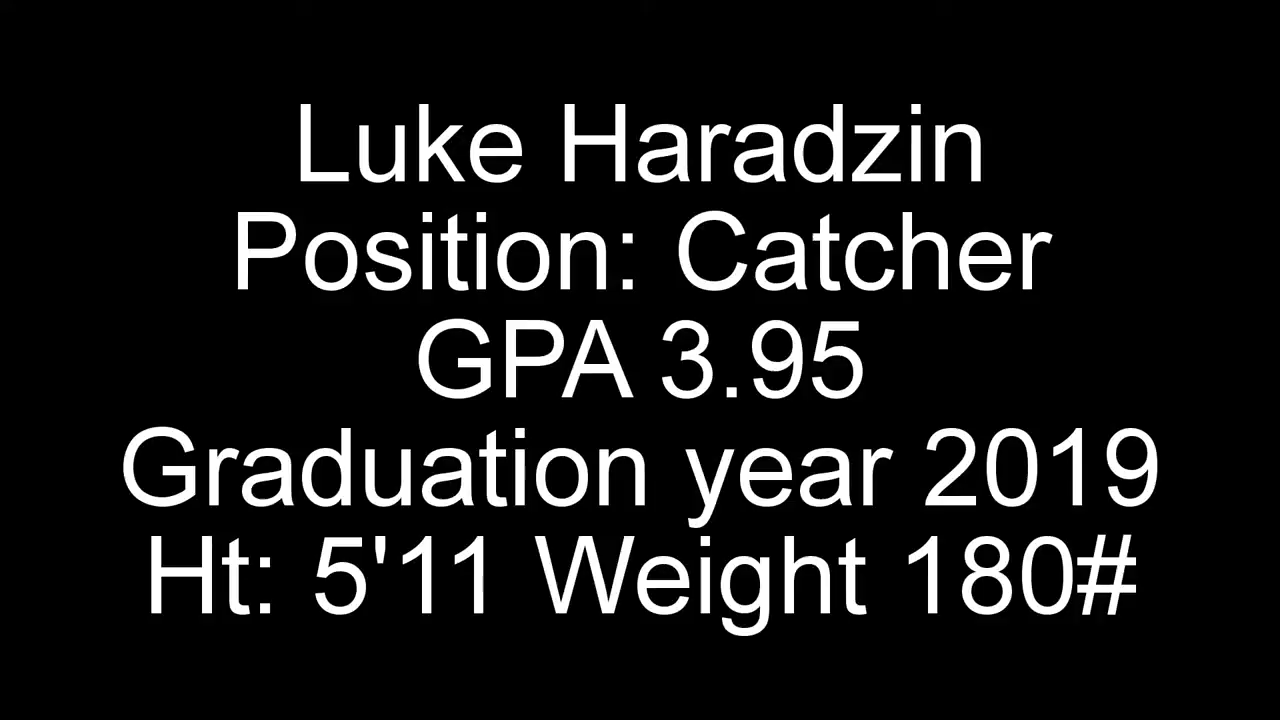 Luke Haradzin
Position: Catcher
GPA 3.95
Graduation year 2019
Ht: 5'11 Weight 180#